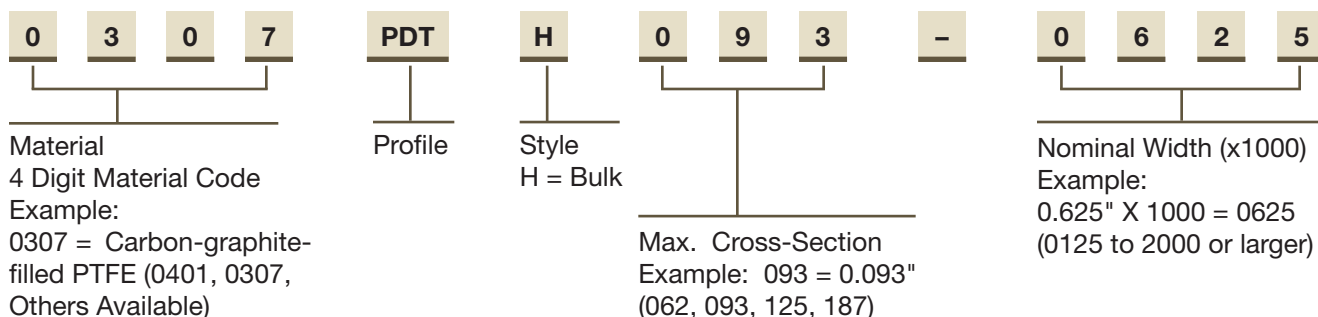 0 3 0 7 PDT H 0 9 3 – 0 6 2 5
Material
4 Digit Material Code
Example:
0307 = Carbon-graphite-
filled PTFE (0401, 0307,
Others Available)
Profile
Style
H = Bulk
Max. Cross-Section
Example: 093 = 0.093"
(062, 093, 125, 187)
Nominal Width (x1000)
Example:
0.625" X 1000 = 0625
(0125 to 2000 or larger)